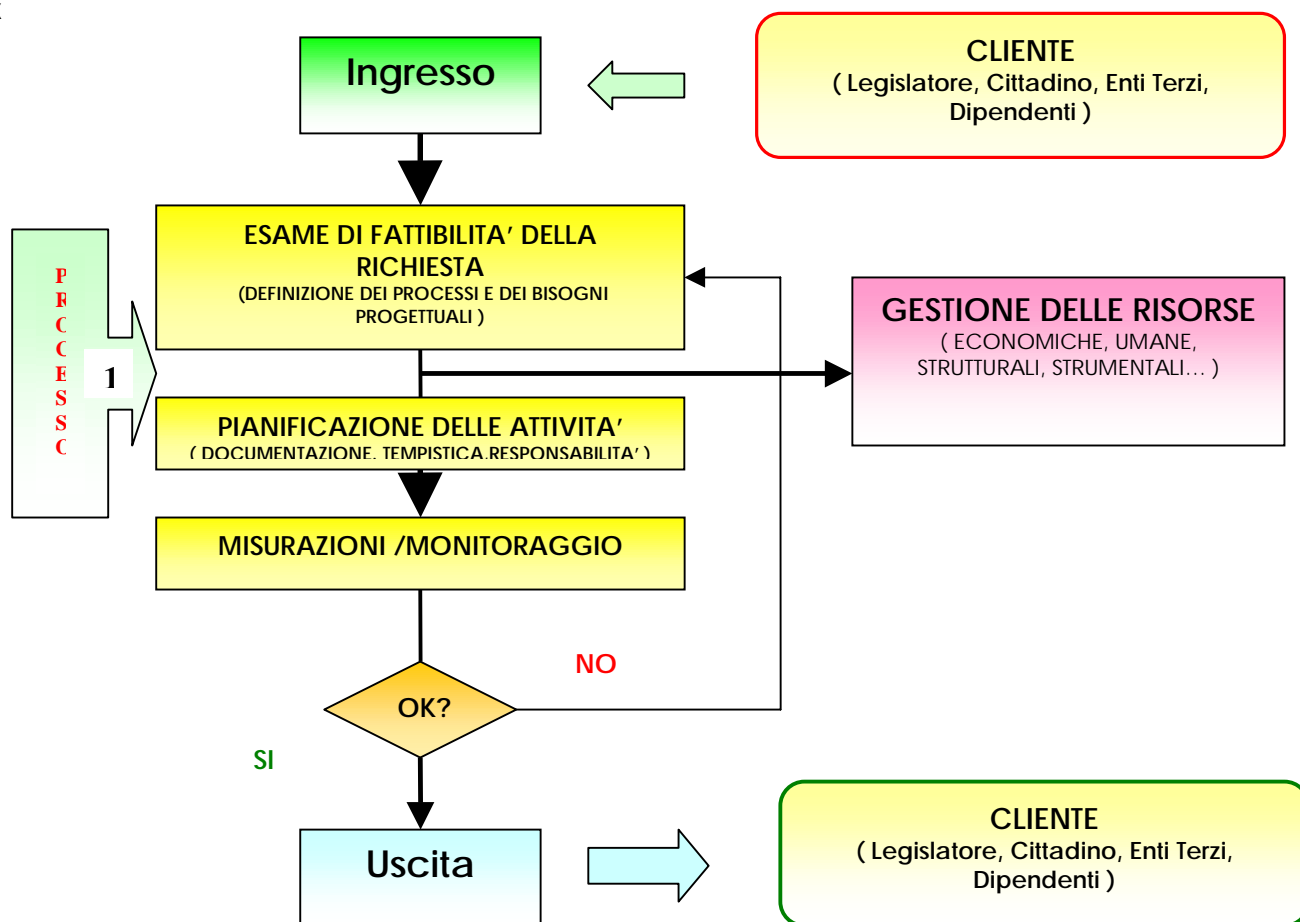 Ingresso
CLIENTE
( Legislatore, Cittadino, Enti Terzi,
Dipendenti )
ESAME DI FATTIBILITA’ DELLA
RICHIESTA
(DEFINIZIONE DEI PROCESSI E DEI BISOGNI
PROGETTUALI )
P
R
O
C
E
S
S
O
1
GESTIONE DELLE RISORSE
( ECONOMICHE, UMANE,
STRUTTURALI, STRUMENTALI… )
PIANIFICAZIONE DELLE ATTIVITA’
( DOCUMENTAZIONE, TEMPISTICA,RESPONSABILITA’ )
MISURAZIONI /MONITORAGGIO
NO
OK?
SI
Uscita
CLIENTE
( Legislatore, Cittadino, Enti Terzi,
Dipendenti )